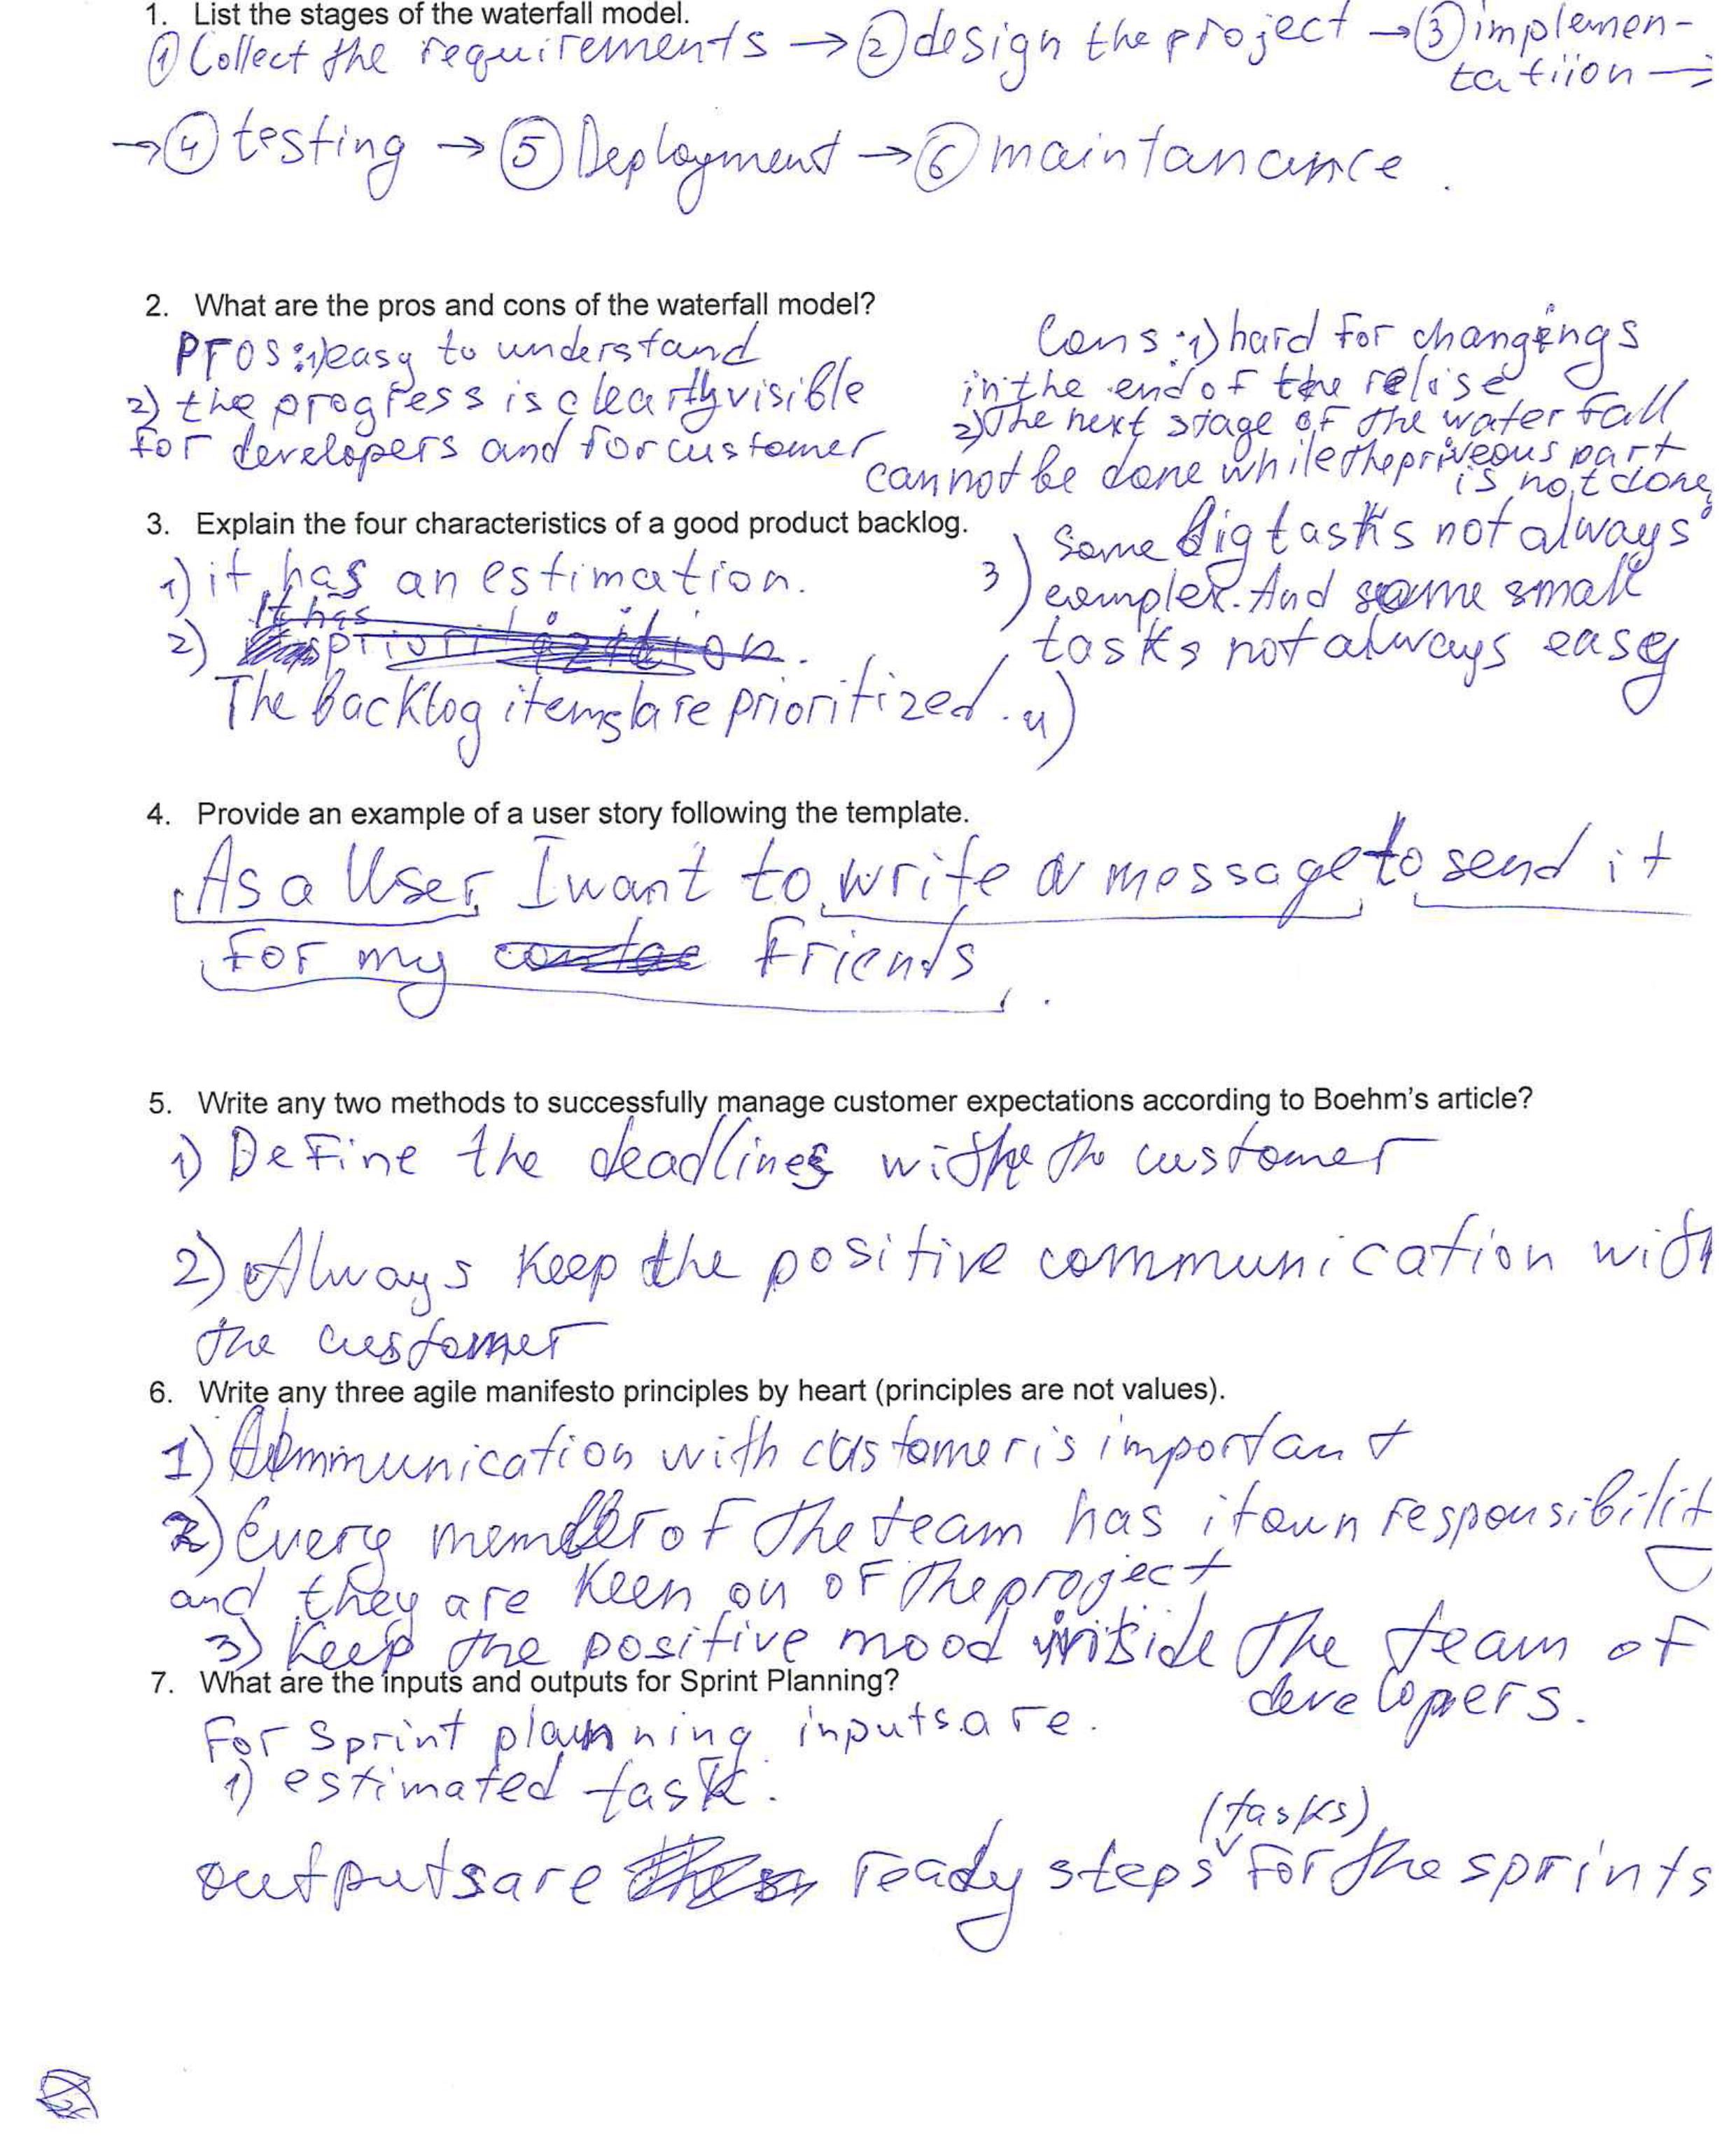 1. List the stages of the waterfall model.
① Collect the requirements → ② design the project → ③ implemen-
tatiion →
→ ④ testing → ⑤ Deployment → ⑥ maintanance.
2. What are the pros and cons of the waterfall model?
Pros: 1) easy to understand
2) the progress is clearly visible
for developers and for customer
Cons: 1) hard for changings
in the end of the relise
2) The next stage of the water fall
cannot be done while the priveous part
is not done.
3. Explain the four characteristics of a good product backlog.
1) it has an estimation.
2)
The backlog items are prioritized.
3) Some big tasks not always
complex. And some small
tasks not always easy
4)
4. Provide an example of a user story following the template.
As a User I want to write a message to send it
for my friends.
5. Write any two methods to successfully manage customer expectations according to Boehm's article?
1) Define the deadlines with the customer
2) Always keep the positive communication with
the customer
6. Write any three agile manifesto principles by heart (principles are not values).
1) Communication with customer is important
2) Every member of the team has it own responsibility
and they are keen on of the project
3) Keep the positive mood inside the team of
developers.
7. What are the inputs and outputs for Sprint Planning?
For sprint planning inputs are.
1) estimated task.
(tasks)
outputs are ready steps for the sprints